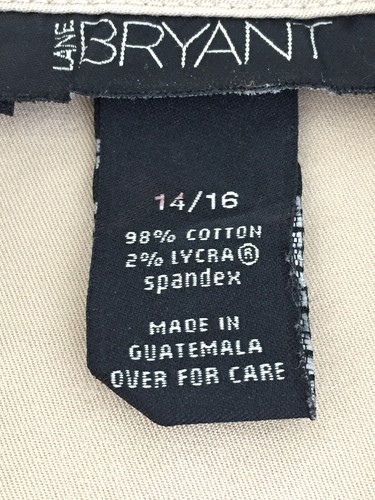 LANE BRYANT
14/16
98% COTTON
2% LYCRA®
spandex
MADE IN
GUATEMALA
OVER FOR CARE